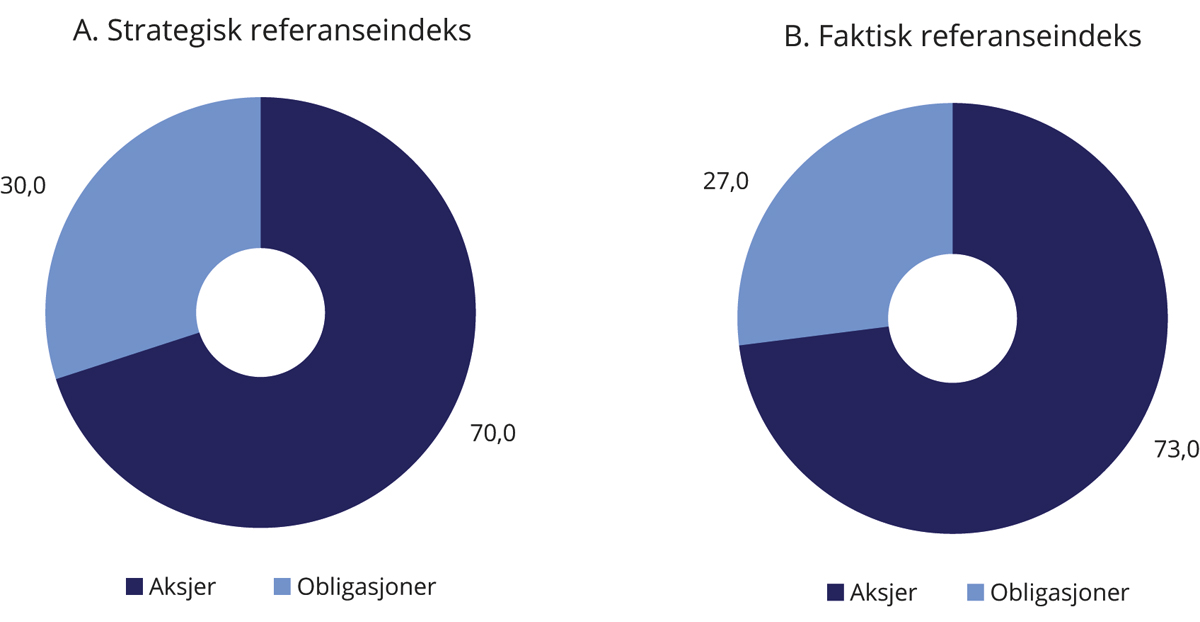 A. Strategisk referanseindeks
30,0
70,0
Aksjer
Obligasjoner
B. Faktisk referanseindeks
27,0
73,0
Aksjer
Obligasjoner